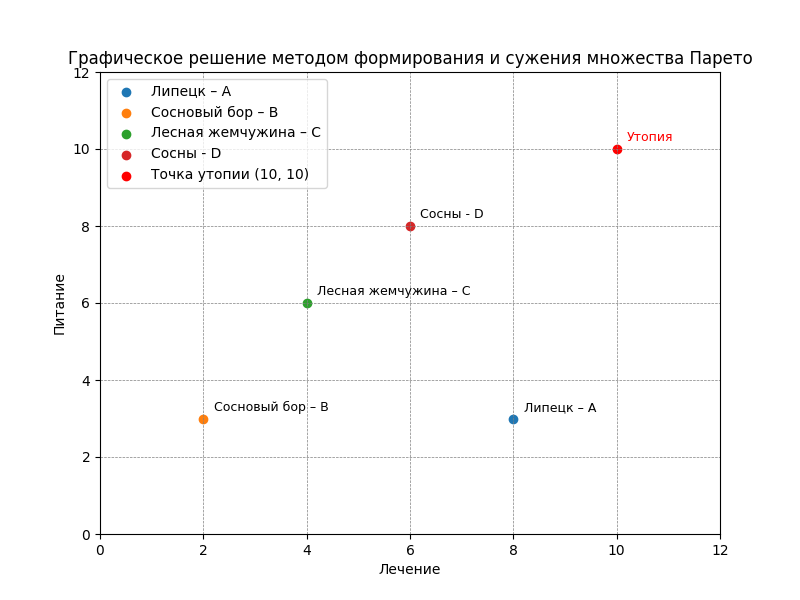 Графическое решение методом формирования и сужения множества Парето
Липецк – A
Сосновый бор – B
Лесная жемчужина – C
Сосны - D
Точка утопии (10, 10)
12
10
8
6
4
2
0
Питание
Утопия
Сосны - D
Лесная жемчужина – C
Сосновый бор – B
Липецк – A
0 2 4 6 8 10 12
Лечение